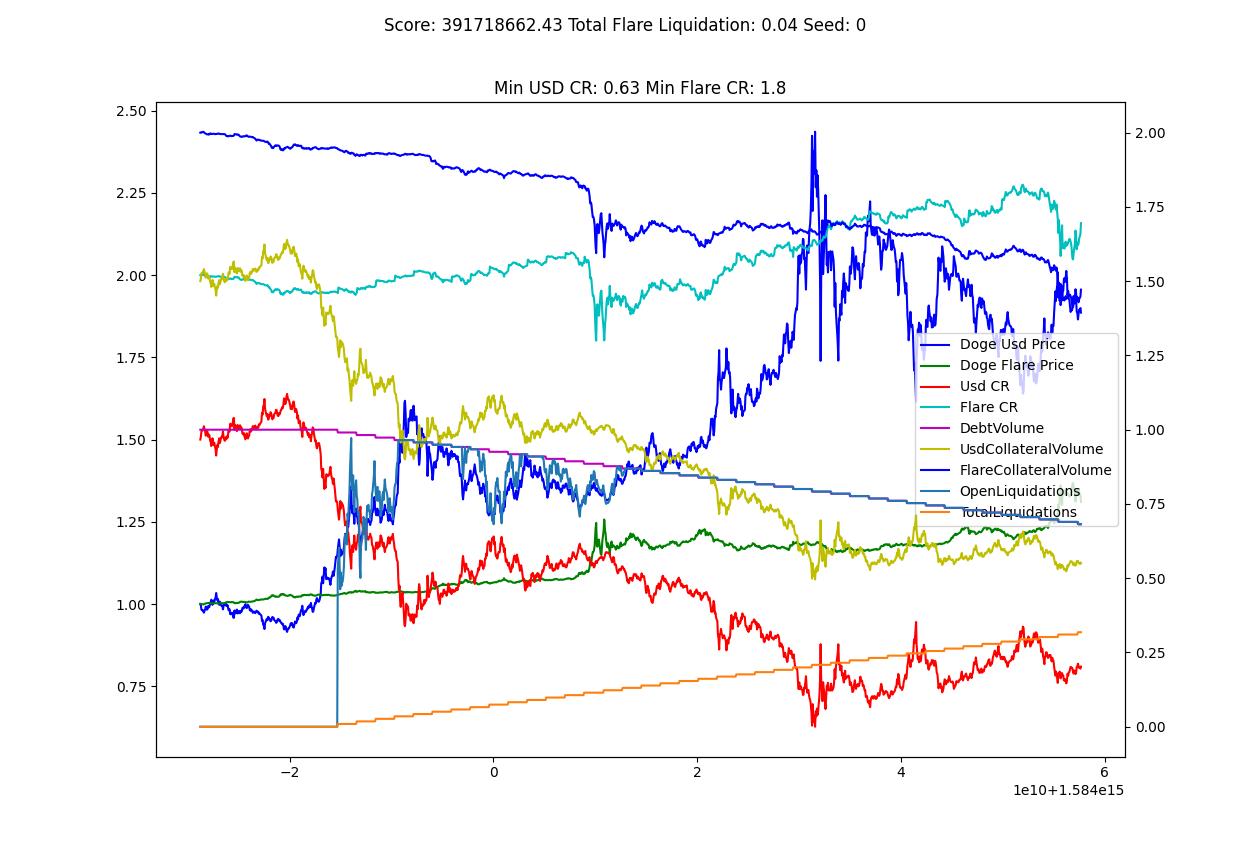 Score: 391718662.43 Total Flare Liquidation: 0.04 Seed: 0
Min USD CR: 0.63 Min Flare CR: 1.8
2.50
2.25
2.00
1.75
1.50
1.25
1.00
0.75
2.00
1.75
1.50
1.25
1.00
0.75
0.50
0.25
0.00
Doge Usd Price
Doge Flare Price
Usd CR
Flare CR
DebtVolume
UsdCollateralVolume
FlareCollateralVolume
OpenLiquidations
TotalLiquidations
−2 0 2 4 6
1e10+1.584e15